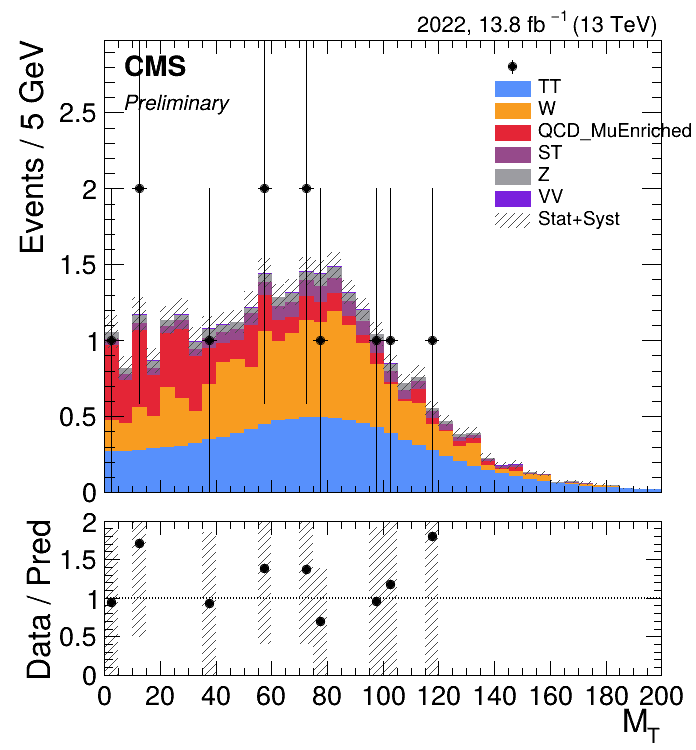 2022, 13.8 fb⁻¹ (13 TeV)
CMS
Preliminary
TT
W
QCD_MuEnriched
ST
Z
VV
Stat+Syst
Events / 5 GeV
2.5
2
1.5
1
0.5
0
Data / Pred
2
1.5
1
0.5
0
0 20 40 60 80 100 120 140 160 180 200
M_T